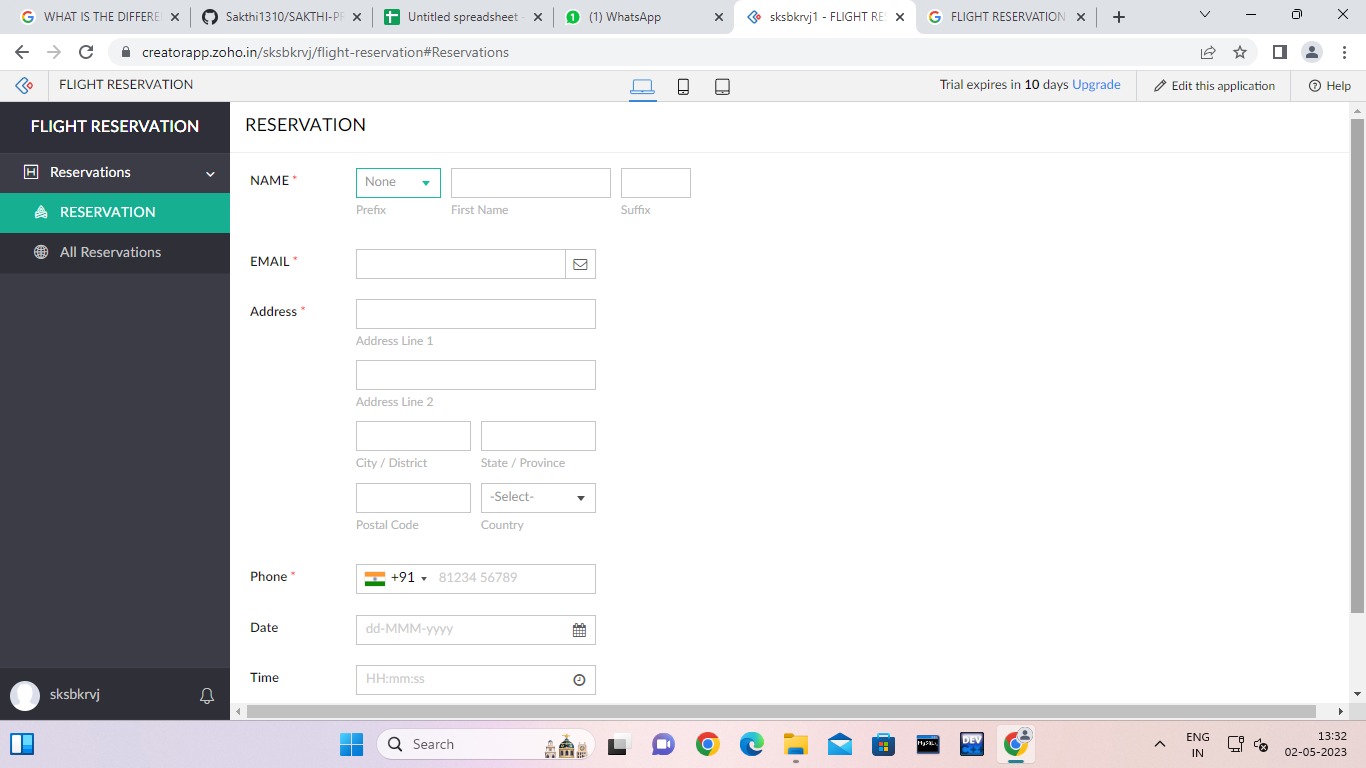 WHAT IS THE DIFFERE
Sakthi1310/SAKTHI-PR
Untitled spreadsheet -
(1) WhatsApp
sksbkrvj1 - FLIGHT RES
FLIGHT RESERVATION
creatorapp.zoho.in/sksbkrvj/flight-reservation#Reservations
FLIGHT RESERVATION
Trial expires in 10 days Upgrade
Edit this application
Help
FLIGHT RESERVATION
Reservations
RESERVATION
All Reservations
sksbkrvj
RESERVATION
NAME *
None
Prefix
First Name
Suffix
EMAIL *
Address *
Address Line 1
Address Line 2
City / District
State / Province
Postal Code
-Select-
Country
Phone *
+91
81234 56789
Date
dd-MMM-yyyy
Time
HH:mm:ss
Search
MySQL
DEV
ENG
IN
13:32
02-05-2023